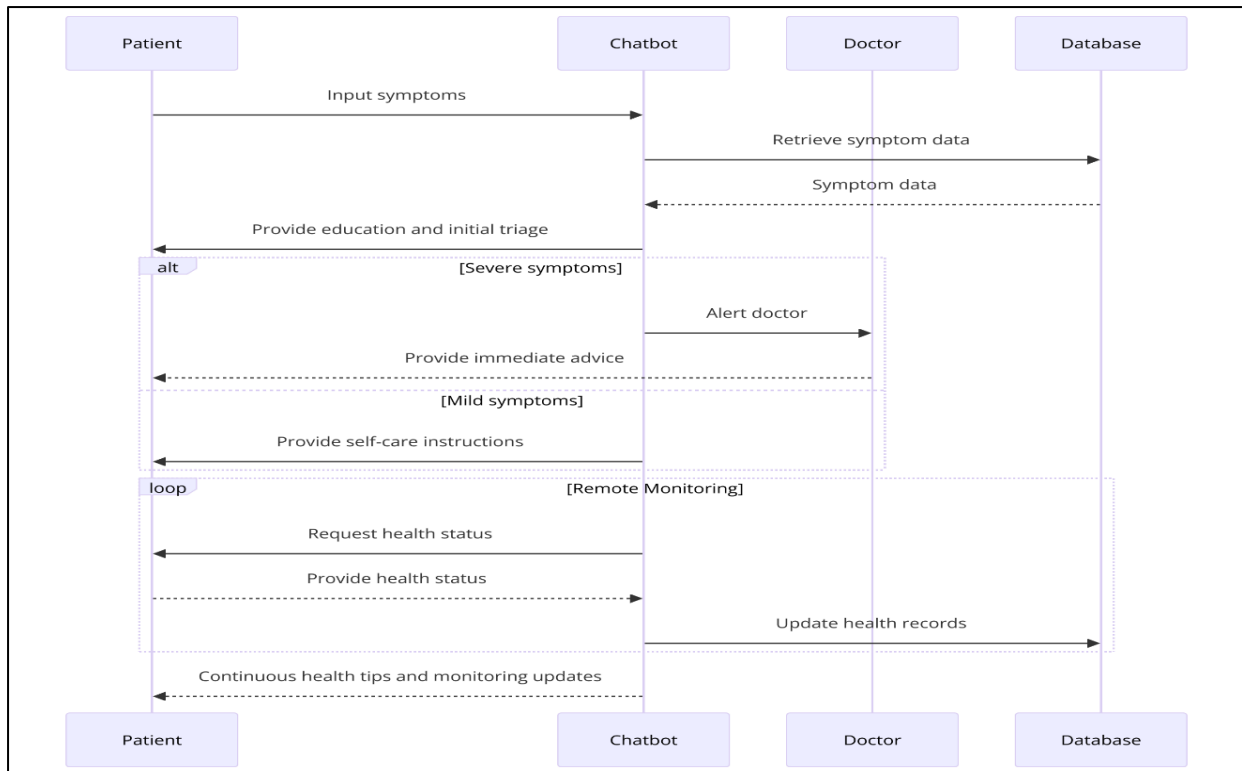 Patient
Chatbot
Doctor
Database
Input symptoms
Retrieve symptom data
Symptom data
Provide education and initial triage
alt
[Severe symptoms]
Alert doctor
Provide immediate advice
[Mild symptoms]
Provide self-care instructions
loop
[Remote Monitoring]
Request health status
Provide health status
Update health records
Continuous health tips and monitoring updates
Patient
Chatbot
Doctor
Database